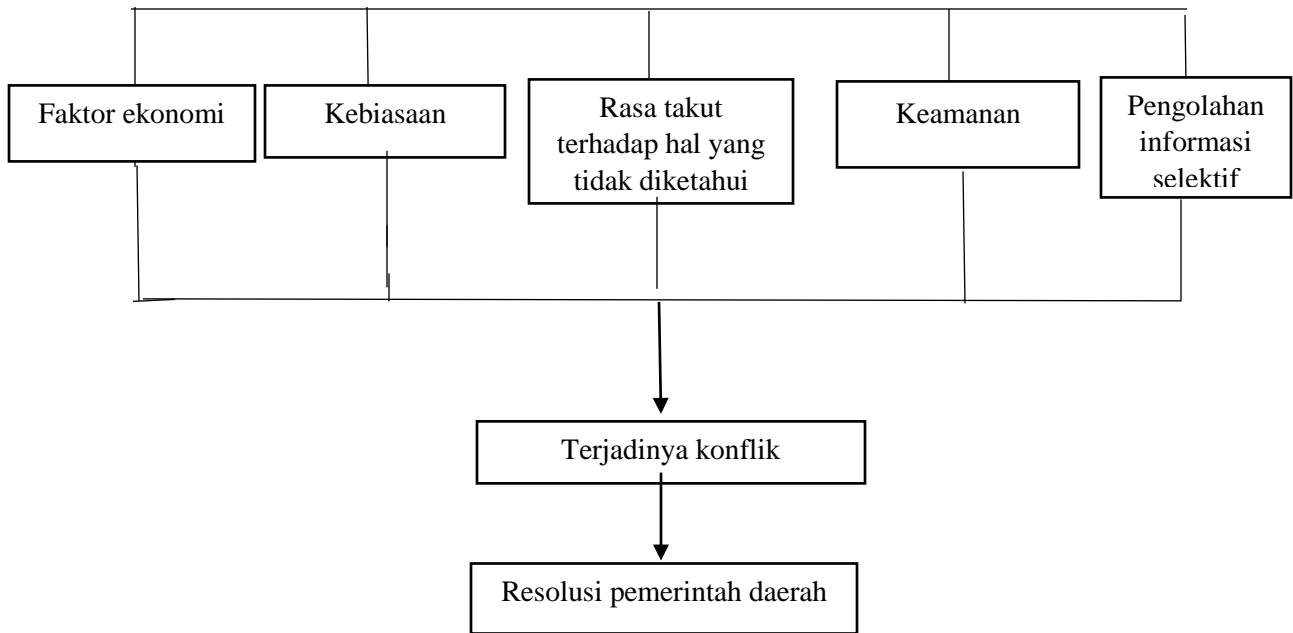 Faktor ekonomi
Kebiasaan
Rasa takut
terhadap hal yang
tidak diketahui
Keamanan
Pengolahan
informasi
selektif
Terjadinya konflik
Resolusi pemerintah daerah